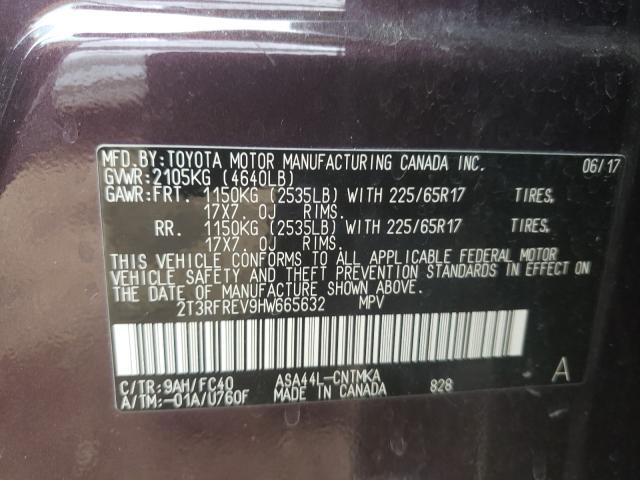 MFD.BY:TOYOTA MOTOR MANUFACTURING CANADA INC. 06/17
GVWR:2105KG (4640LB)
GAWR:FRT. 1150KG (2535LB) WITH 225/65R17 TIRES.
17X7.0J RIMS.
RR. 1150KG (2535LB) WITH 225/65R17 TIRES.
17X7.0J RIMS.
THIS VEHICLE CONFORMS TO ALL APPLICABLE FEDERAL MOTOR
VEHICLE SAFETY AND THEFT PREVENTION STANDARDS IN EFFECT ON
THE DATE OF MANUFACTURE SHOWN ABOVE.
2T3RFREV9HW665632 MPV
C/TR:9AH/FC40 ASA44L-CNTMKA A
A/TM:-01A/U760F MADE IN CANADA 828